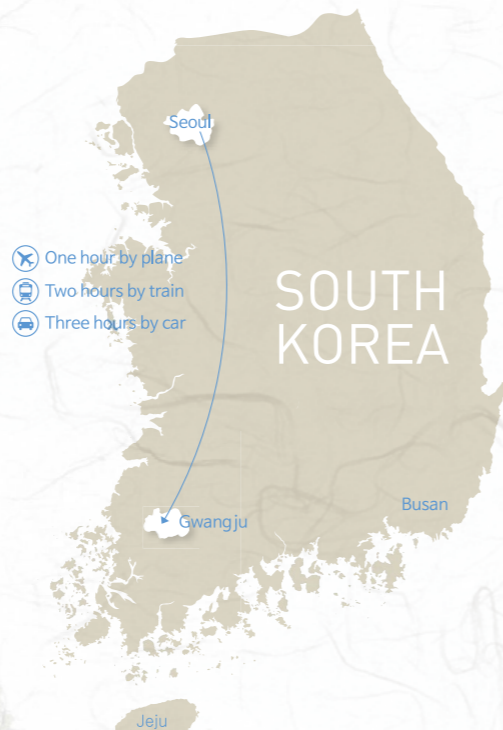 Seoul
One hour by plane
Two hours by train
Three hours by car
SOUTH
KOREA
Busan
Gwangju
Jeju